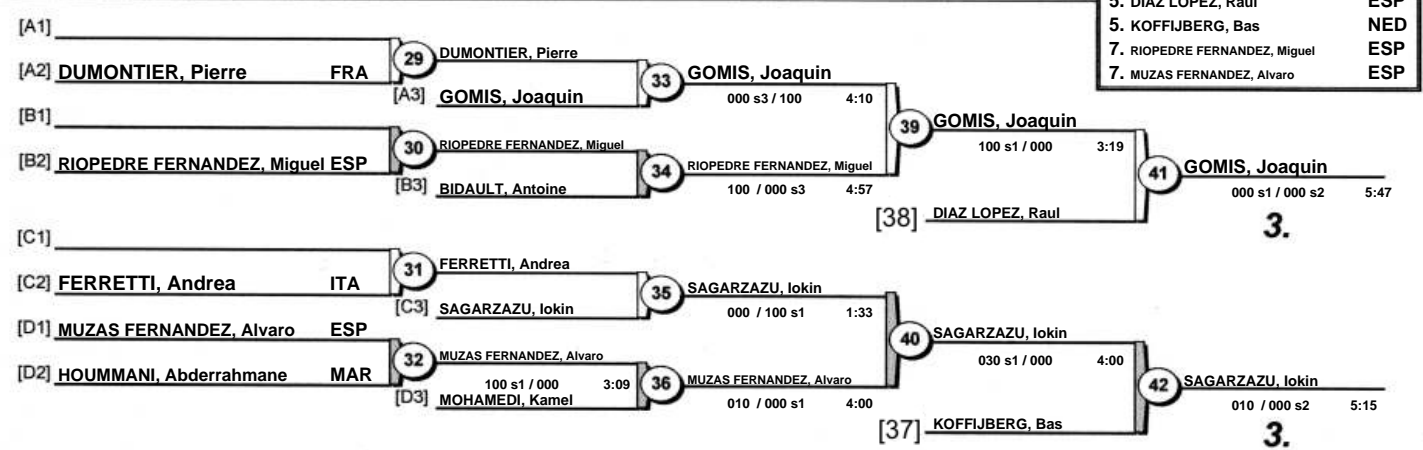 5. DIAZ LOPEZ, Raul ESP
5. KOFFIJBERG, Bas NED
7. RIOPEDRE FERNANDEZ, Miguel ESP
7. MUZAS FERNANDEZ, Alvaro ESP
[A1]
[A2] DUMONTIER, Pierre FRA
29
DUMONTIER, Pierre
[A3] GOMIS, Joaquin
33
GOMIS, Joaquin
000 s3 / 100 4:10
[B1]
[B2] RIOPEDRE FERNANDEZ, Miguel ESP
30
RIOPEDRE FERNANDEZ, Miguel
[B3] BIDAULT, Antoine
34
RIOPEDRE FERNANDEZ, Miguel
100 / 000 s3 4:57
39
GOMIS, Joaquin
100 s1 / 000 3:19
[38] DIAZ LOPEZ, Raul
41
GOMIS, Joaquin
000 s1 / 000 s2 5:47
3.
[C1]
[C2] FERRETTI, Andrea ITA
31
FERRETTI, Andrea
[C3] SAGARZAZU, Iokin
35
SAGARZAZU, Iokin
000 / 100 s1 1:33
[D1] MUZAS FERNANDEZ, Alvaro ESP
[D2] HOUMMANI, Abderrahmane MAR
32
MUZAS FERNANDEZ, Alvaro
100 s1 / 000 3:09
[D3] MOHAMEDI, Kamel
36
MUZAS FERNANDEZ, Alvaro
010 / 000 s1 4:00
40
SAGARZAZU, Iokin
030 s1 / 000 4:00
[37] KOFFIJBERG, Bas
42
SAGARZAZU, Iokin
010 / 000 s2 5:15
3.